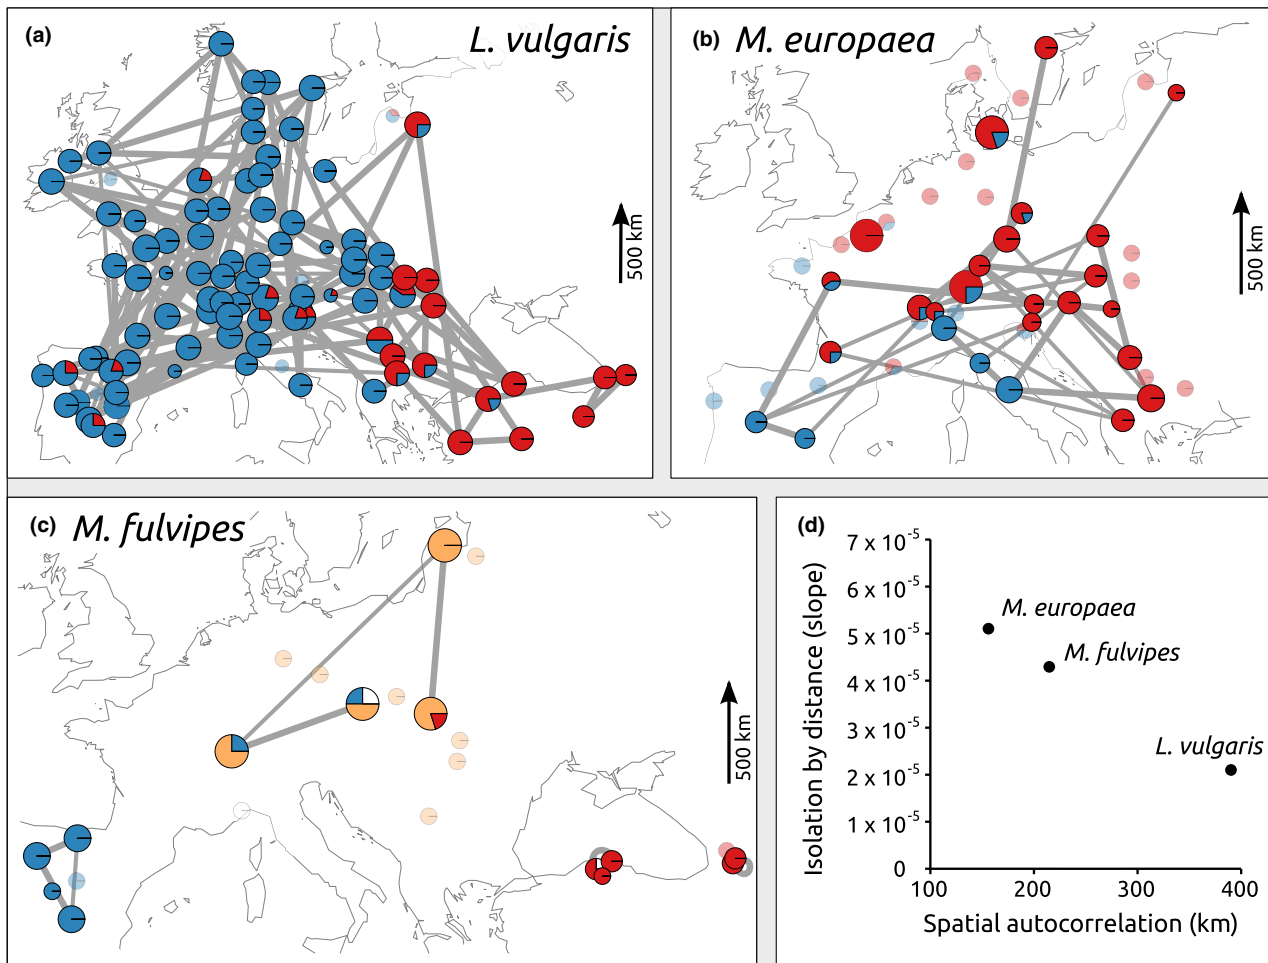 (a)
L. vulgaris
500 km
(b)
M. europaea
500 km
(c)
M. fulvipes
500 km
(d)
Isolation by distance (slope)
7 x 10-5
6 x 10-5
5 x 10-5
4 x 10-5
3 x 10-5
2 x 10-5
1 x 10-5
0
M. europaea
M. fulvipes
L. vulgaris
100 200 300 400
Spatial autocorrelation (km)